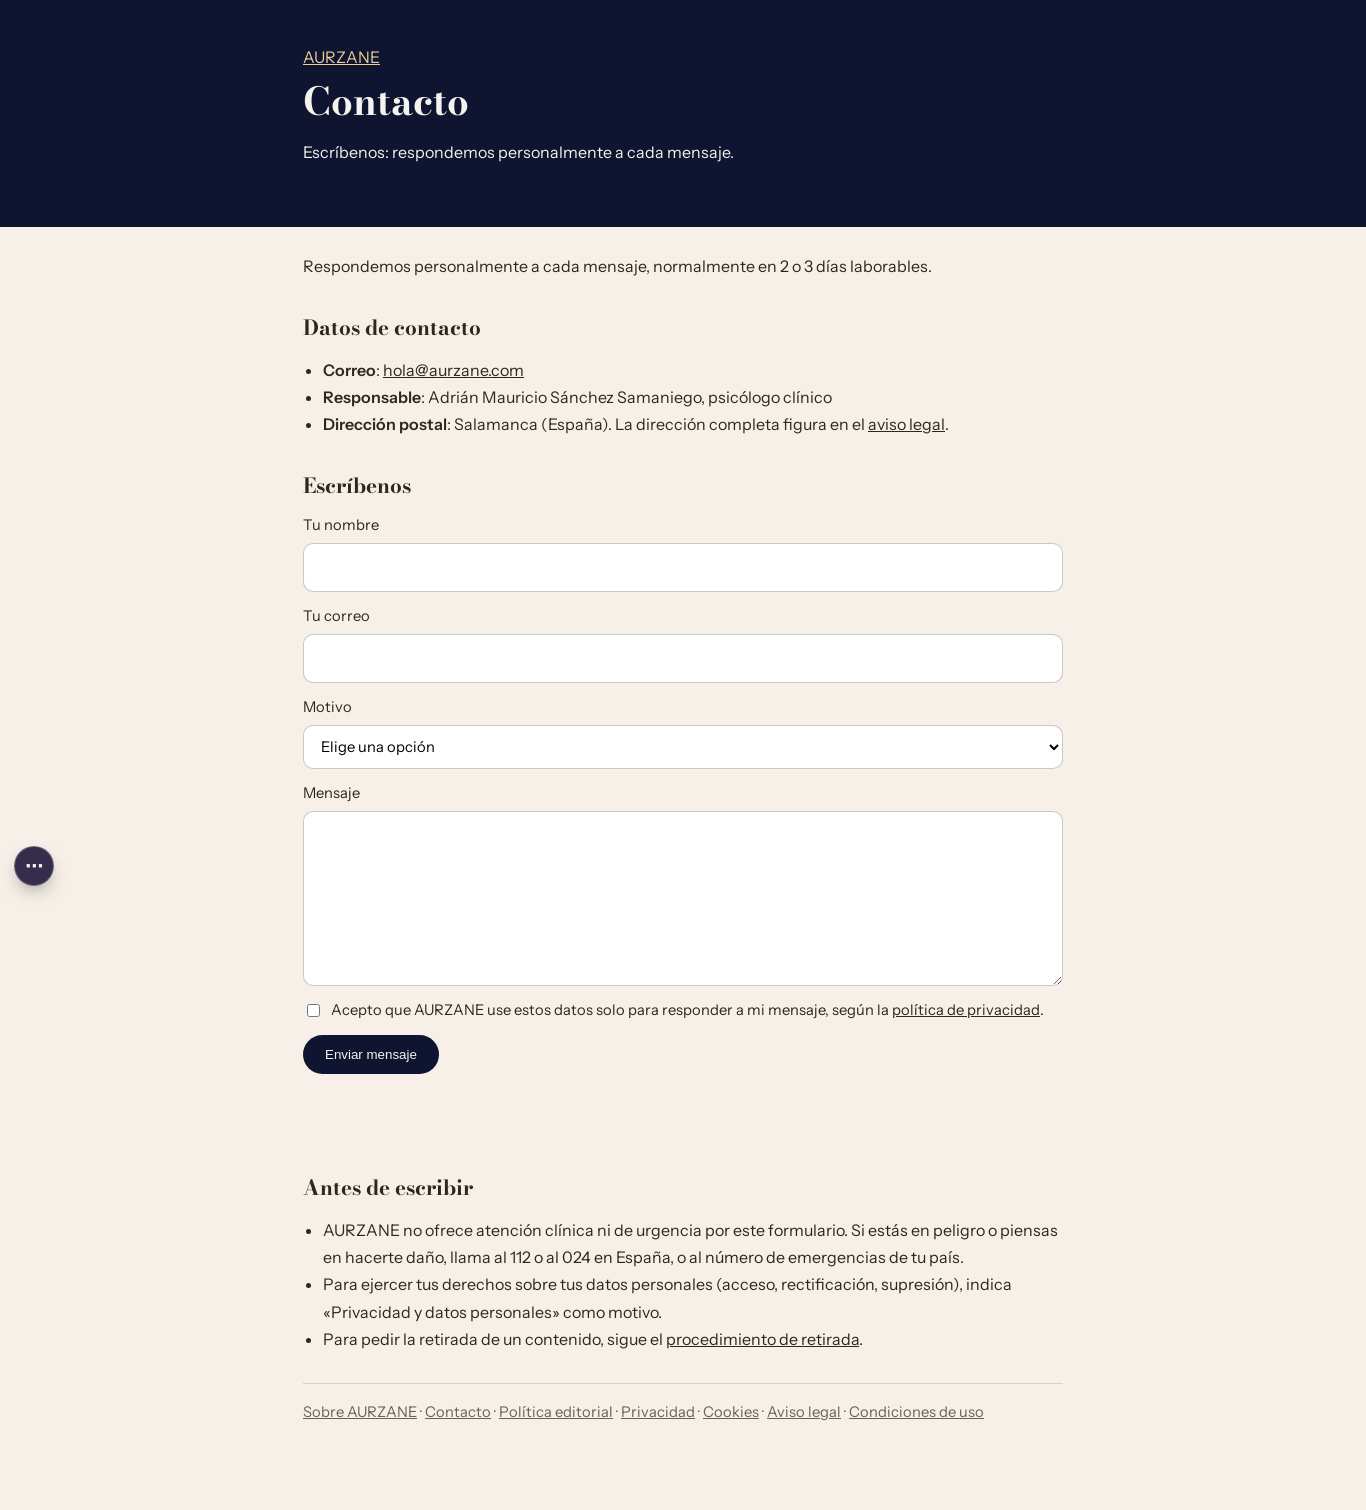 AURZANE
Contacto
Escríbenos: respondemos personalmente a cada mensaje.
Respondemos personalmente a cada mensaje, normalmente en 2 o 3 días laborables.
Datos de contacto
• Correo: hola@aurzane.com
• Responsable: Adrián Mauricio Sánchez Samaniego, psicólogo clínico
• Dirección postal: Salamanca (España). La dirección completa figura en el aviso legal.
Escríbenos
Tu nombre
Tu correo
Motivo
Elige una opción
Mensaje
Acepto que AURZANE use estos datos solo para responder a mi mensaje, según la política de privacidad.
Enviar mensaje
Antes de escribir
• AURZANE no ofrece atención clínica ni de urgencia por este formulario. Si estás en peligro o piensas
en hacerte daño, llama al 112 o al 024 en España, o al número de emergencias de tu país.
• Para ejercer tus derechos sobre tus datos personales (acceso, rectificación, supresión), indica
«Privacidad y datos personales» como motivo.
• Para pedir la retirada de un contenido, sigue el procedimiento de retirada.
Sobre AURZANE · Contacto · Política editorial · Privacidad · Cookies · Aviso legal · Condiciones de uso